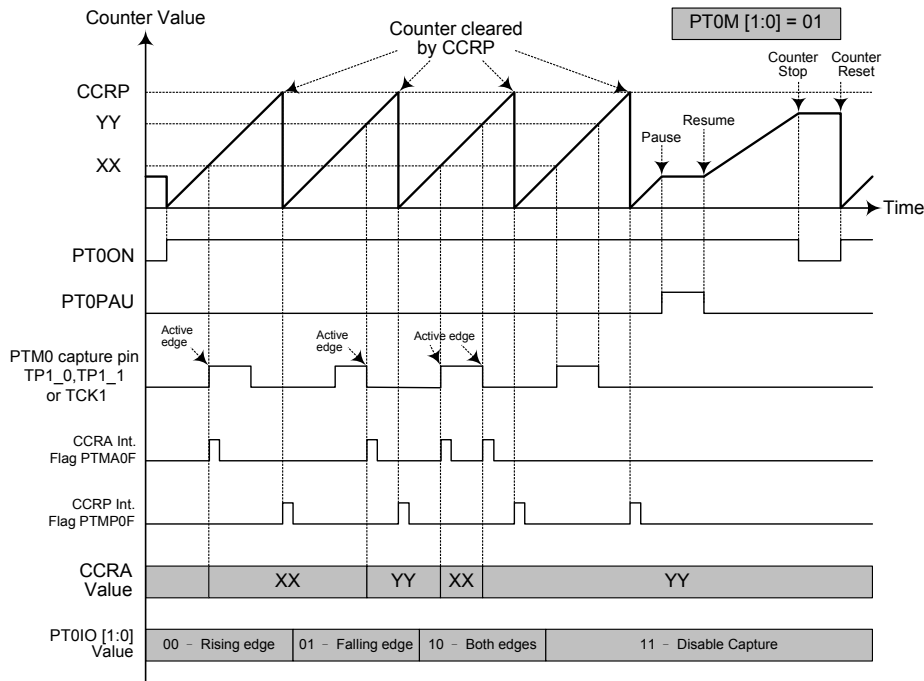 Counter Value
PT0M [1:0] = 01
Counter cleared
by CCRP
Counter
Stop
Counter
Reset
CCRP
YY
XX
Pause
Resume
Time
PT0ON
PT0PAU
Active
edge
Active
edge
Active edge
PTM0 capture pin
TP1_0,TP1_1
or TCK1
CCRA Int.
Flag PTMA0F
CCRP Int.
Flag PTMP0F
CCRA
Value
XX
YY
XX
YY
PT0IO [1:0]
Value
00 - Rising edge
01 - Falling edge
10 - Both edges
11 - Disable Capture